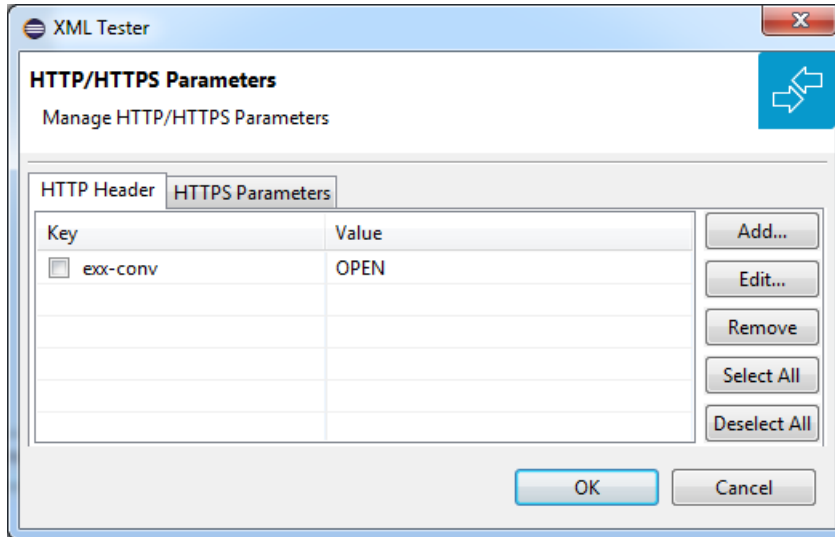 XML Tester
HTTP/HTTPS Parameters
Manage HTTP/HTTPS Parameters
HTTP Header HTTPS Parameters
Key Value
exx-conv OPEN
Add...
Edit...
Remove
Select All
Deselect All
OK Cancel